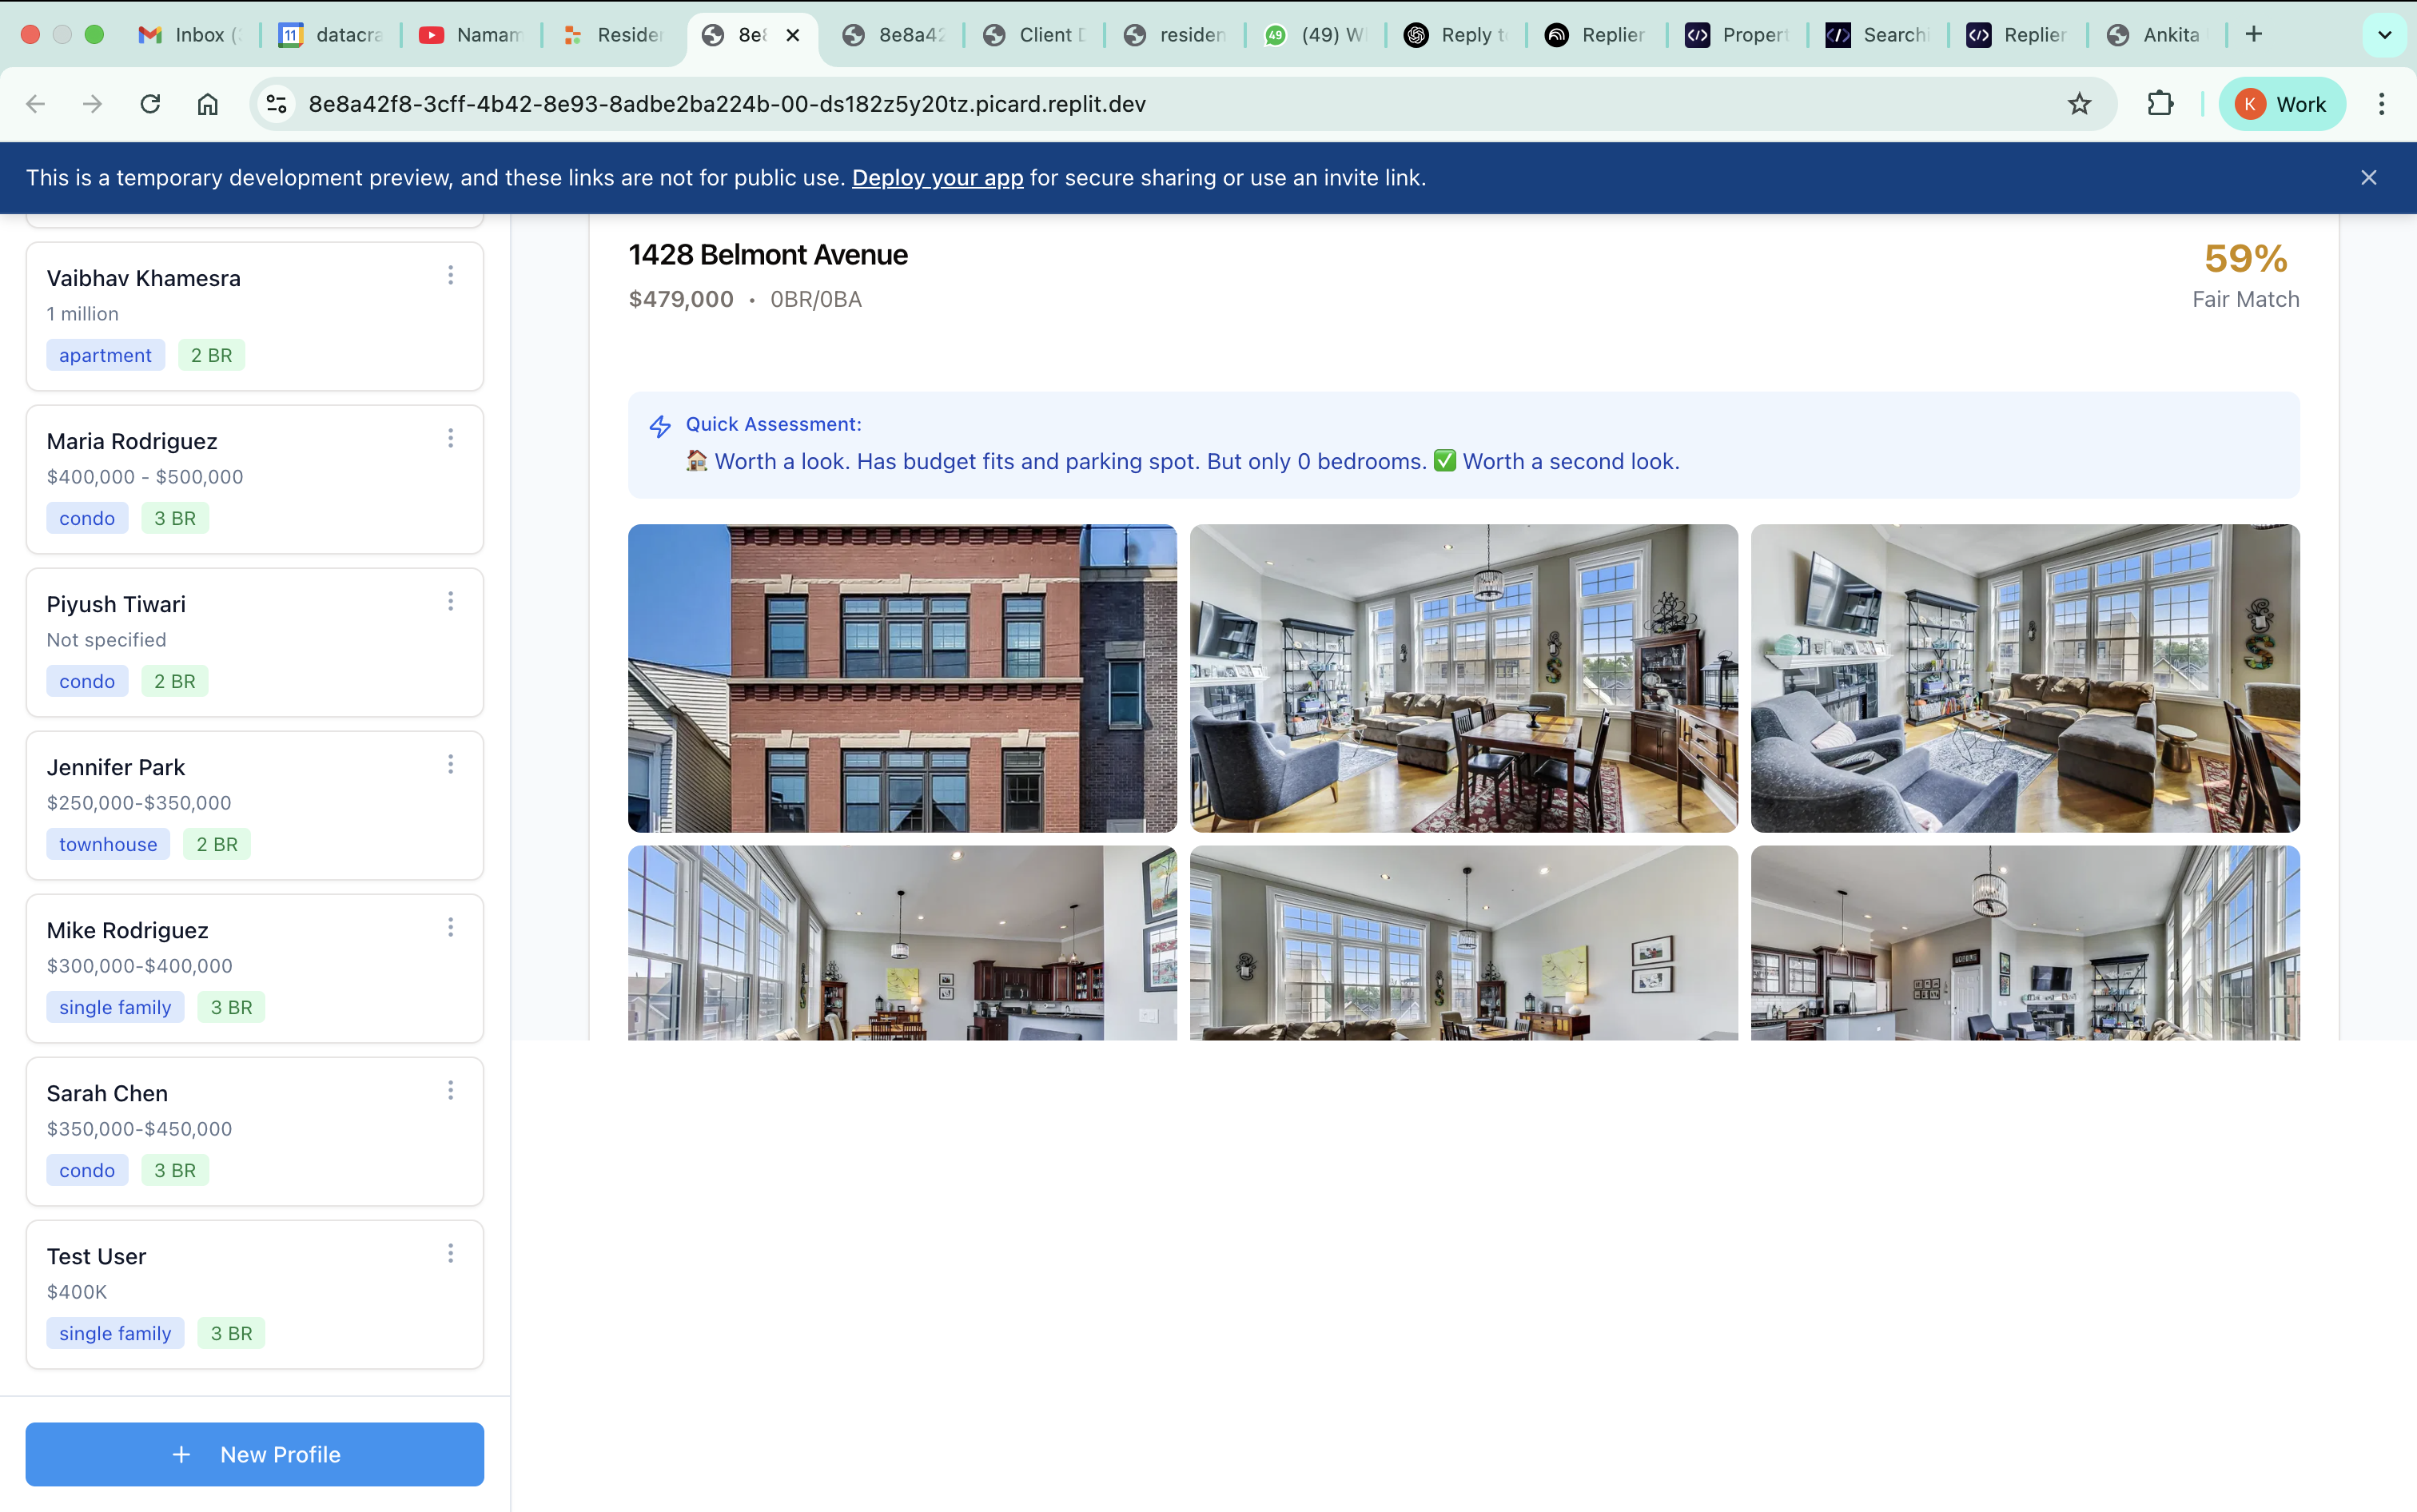 Inbox (
11 datacra
Namam
Reside
8e8
8e8a42
Client D
residen
49 (49) W
Reply to
Replier
Proper
Search
Replier
Ankita
8e8a42f8-3cff-4b42-8e93-8adbe2ba224b-00-ds182z5y20tz.picard.replit.dev
K Work
This is a temporary development preview, and these links are not for public use. Deploy your app for secure sharing or use an invite link.
Vaibhav Khamesra
1 million
apartment 2 BR
Maria Rodriguez
$400,000 - $500,000
condo 3 BR
Piyush Tiwari
Not specified
condo 2 BR
Jennifer Park
$250,000-$350,000
townhouse 2 BR
Mike Rodriguez
$300,000-$400,000
single family 3 BR
Sarah Chen
$350,000-$450,000
condo 3 BR
Test User
$400K
single family 3 BR
+ New Profile
1428 Belmont Avenue
$479,000 • 0BR/0BA
59%
Fair Match
Quick Assessment:
🏠 Worth a look. Has budget fits and parking spot. But only 0 bedrooms. ✅ Worth a second look.